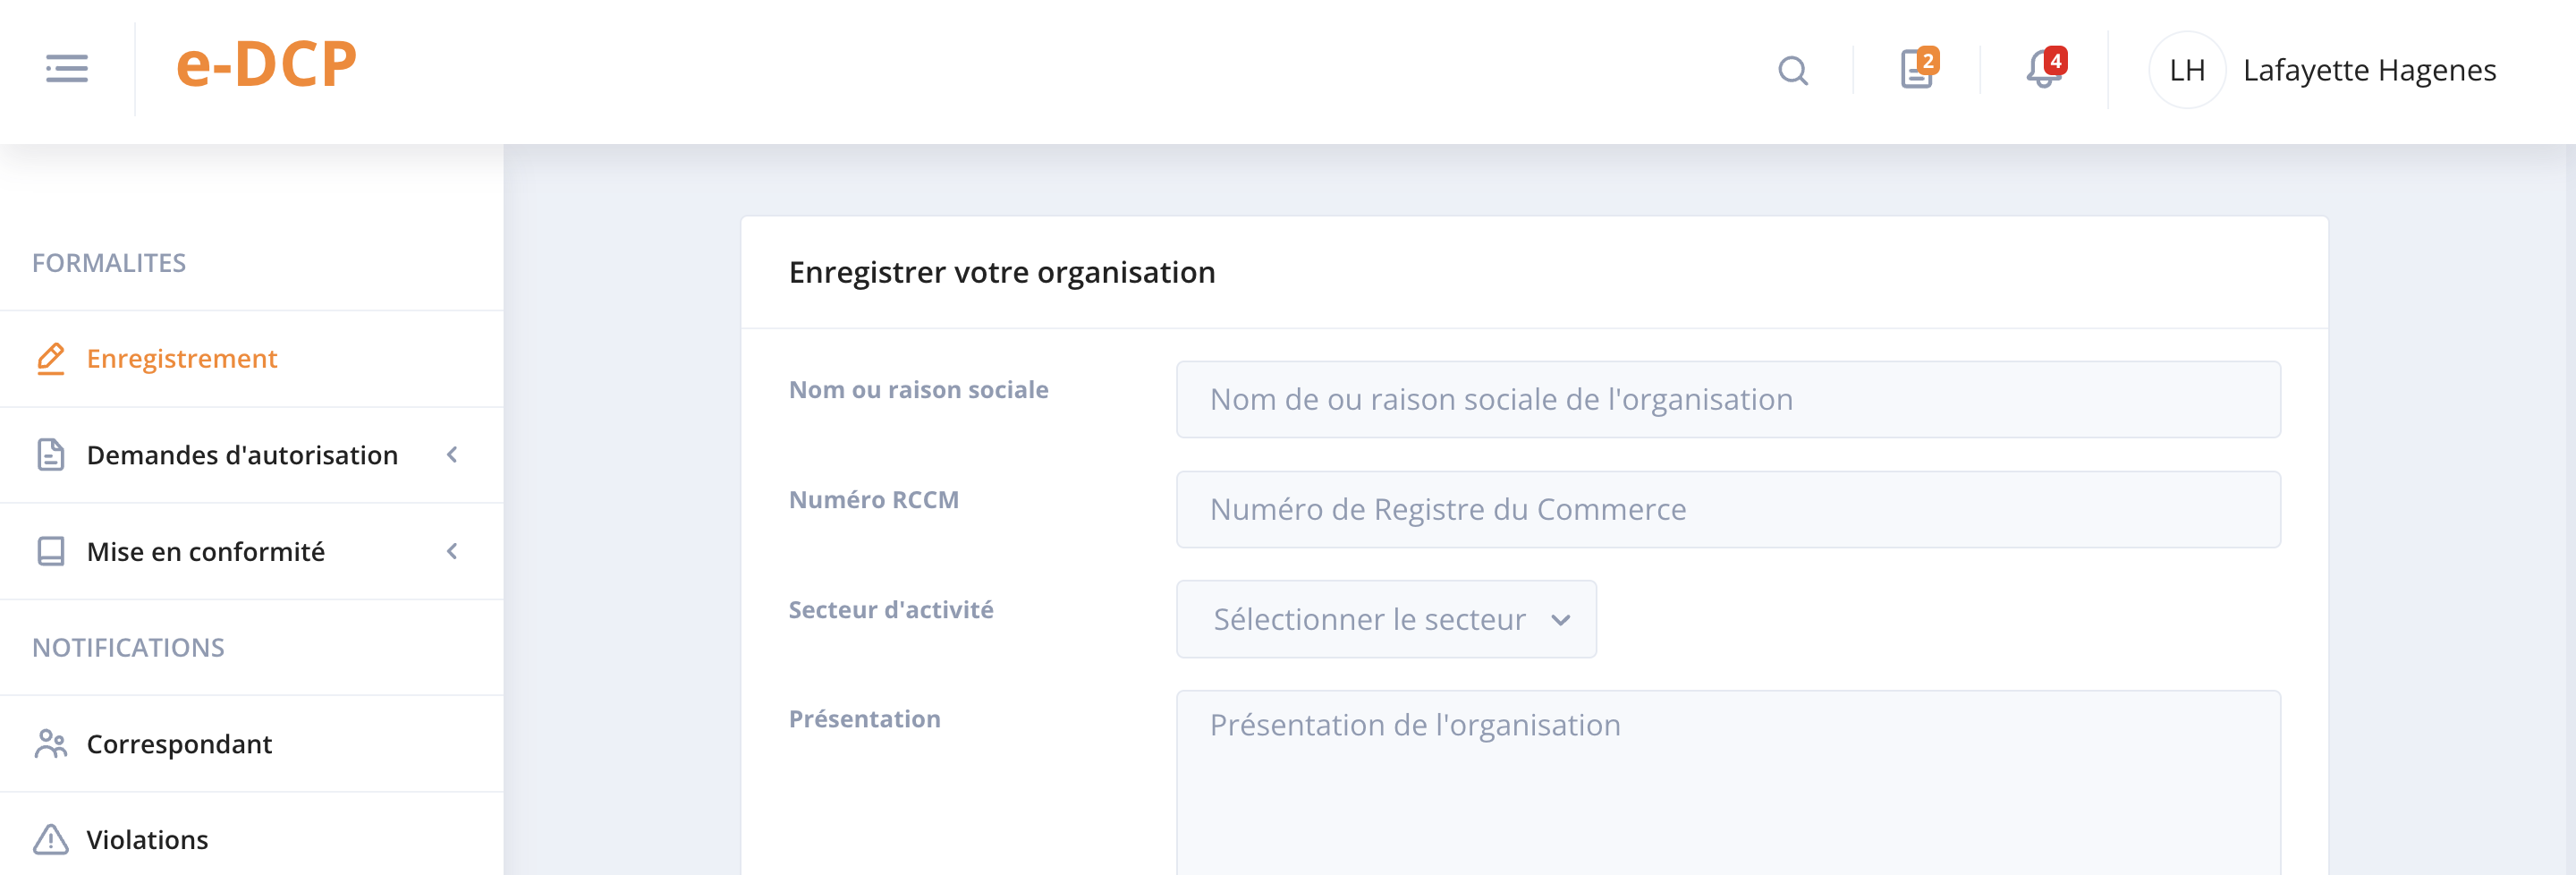 e-DCP
2
4
LH
Lafayette Hagenes
FORMALITES
Enregistrement
Demandes d'autorisation
Mise en conformité
NOTIFICATIONS
Correspondant
Violations
Enregistrer votre organisation
Nom ou raison sociale
Nom de ou raison sociale de l'organisation
Numéro RCCM
Numéro de Registre du Commerce
Secteur d'activité
Sélectionner le secteur
Présentation
Présentation de l'organisation